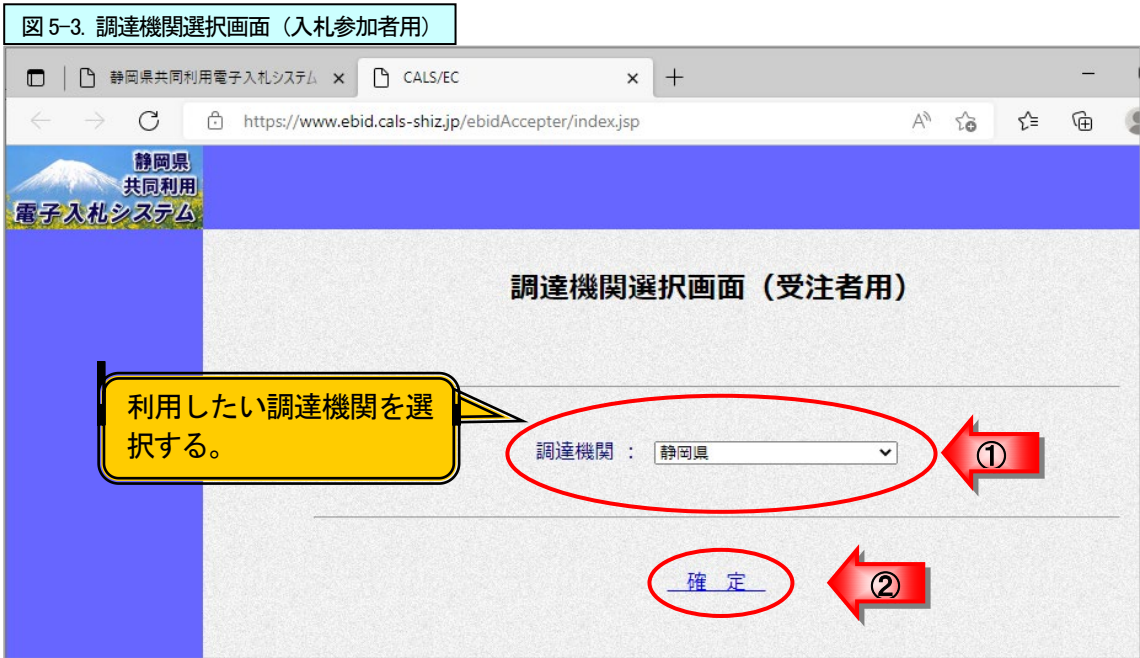 図5-3. 調達機関選択画面（入札参加者用）
静岡県共同利用電子入札システム
CALS/EC
https://www.ebid.cals-shiz.jp/ebidAccepter/index.jsp
静岡県
共同利用
電子入札システム
調達機関選択画面（受注者用）
利用したい調達機関を選
択する。
調達機関 ： 静岡県
①
確 定
②